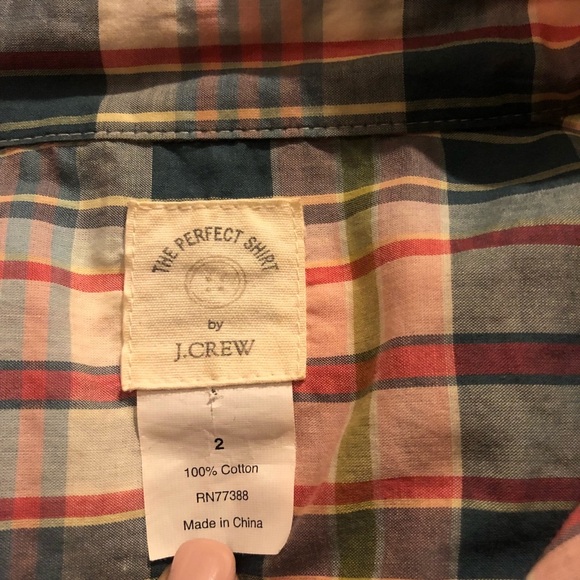 THE PERFECT SHIRT
by
J.CREW
2
100% Cotton
RN77388
Made in China